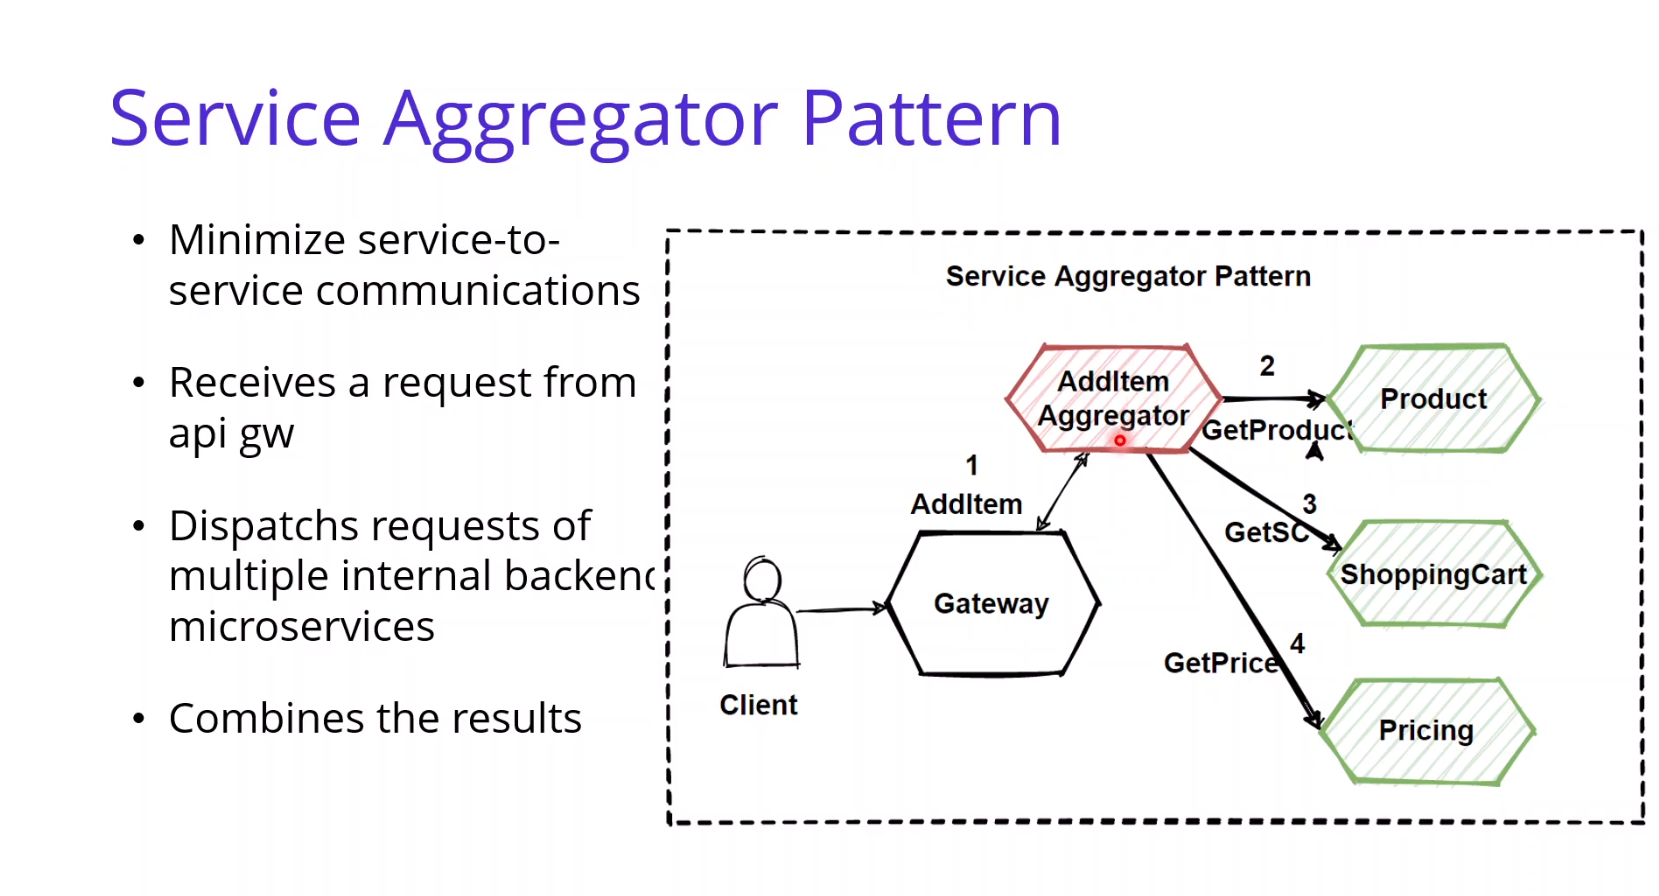 Service Aggregator Pattern
• Minimize service-to-
service communications
• Receives a request from
api gw
• Dispatchs requests of
multiple internal backend
microservices
• Combines the results
Service Aggregator Pattern
AddItem
Aggregator
2
Product
GetProduct
1
AddItem
3
GetSC
ShoppingCart
Gateway
4
GetPrice
Client
Pricing